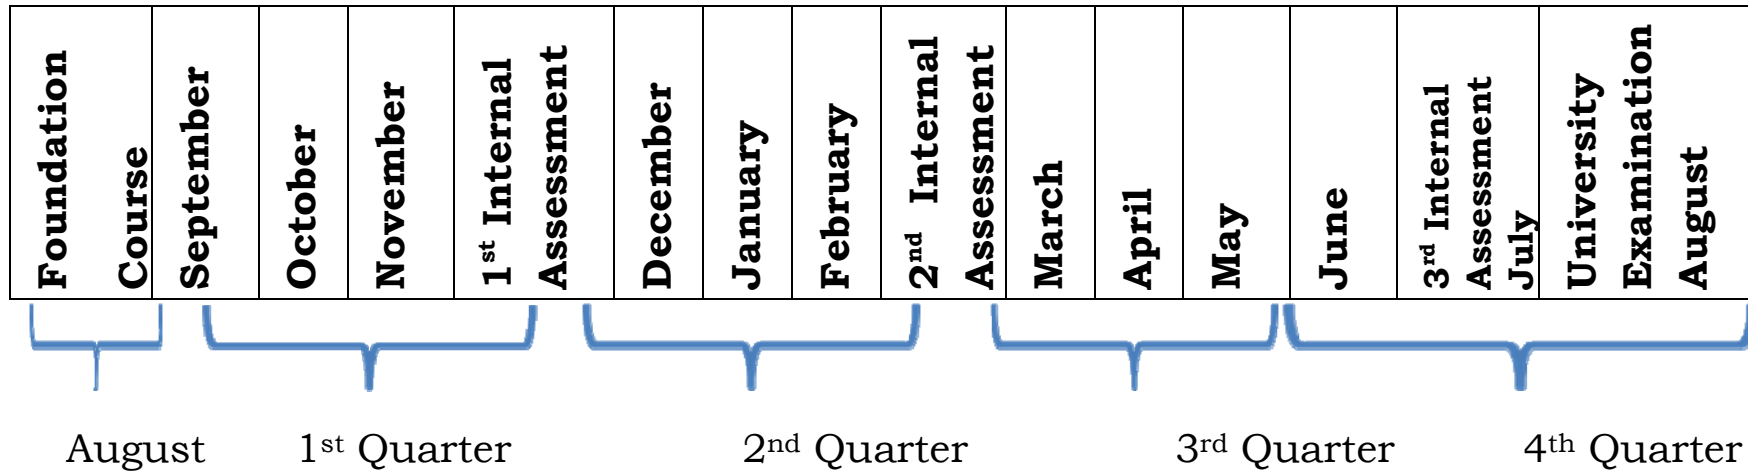 Foundation
Course
September
October
November
1st Internal
Assessment
December
January
February
2nd Internal
Assessment
March
April
May
June
3rd Internal
Assessment
July
University
Examination
August
August
1st Quarter
2nd Quarter
3rd Quarter
4th Quarter